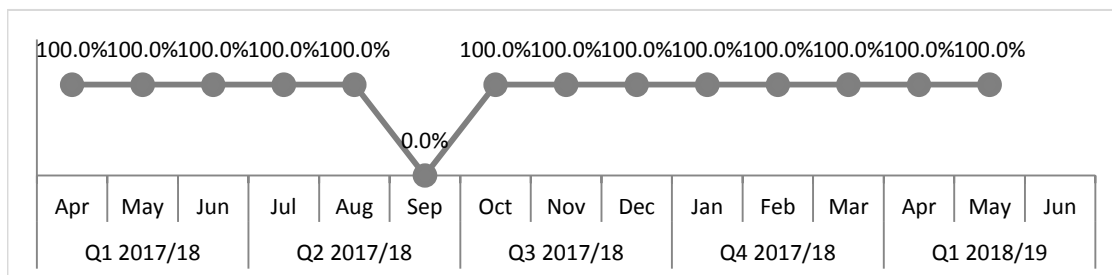 100.0% 100.0% 100.0% 100.0% 100.0% 100.0% 100.0% 100.0% 100.0% 100.0% 100.0% 100.0% 100.0%
0.0%
Apr May Jun Jul Aug Sep Oct Nov Dec Jan Feb Mar Apr May Jun
Q1 2017/18 Q2 2017/18 Q3 2017/18 Q4 2017/18 Q1 2018/19